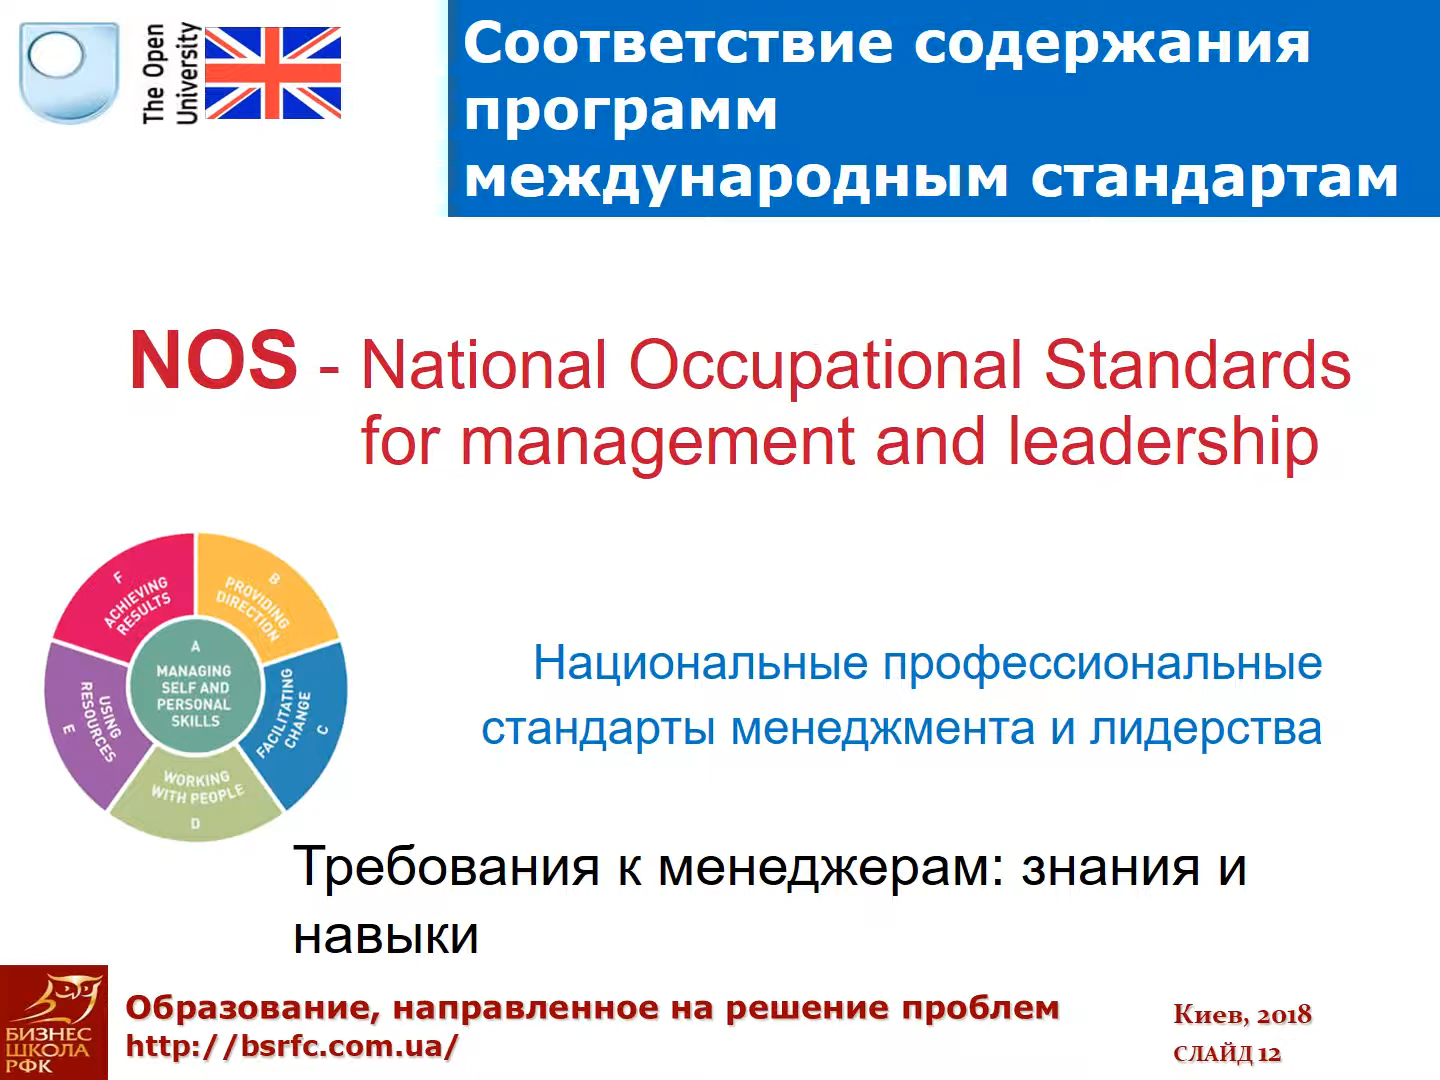 The Open
University
Соответствие содержания
программ
международным стандартам
NOS - National Occupational Standards
for management and leadership
F
ACHIEVING
RESULTS
B
PROVIDING
DIRECTION
A
MANAGING
SELF AND
PERSONAL
SKILLS
FACILITATING
CHANGE
C
USING
RESOURCES
E
WORKING
WITH PEOPLE
D
Национальные профессиональные
стандарты менеджмента и лидерства
Требования к менеджерам: знания и
навыки
БИЗНЕС
ШКОЛА
РФК
Образование, направленное на решение проблем
http://bsrfc.com.ua/
Киев, 2018
СЛАЙД 12